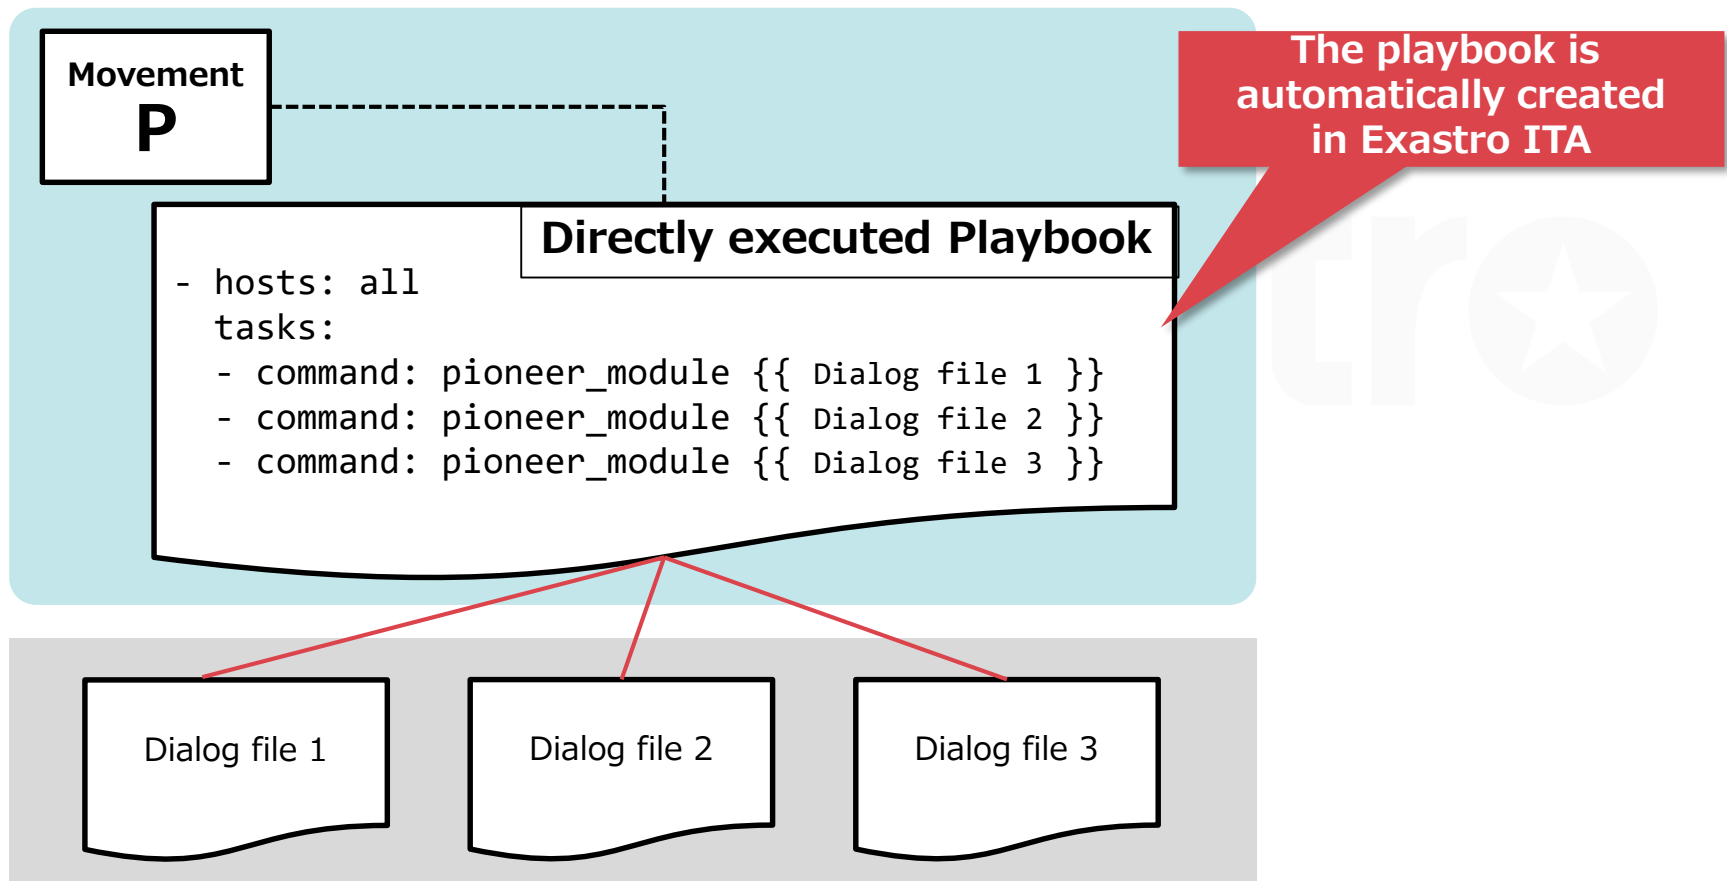 Movement
P
The playbook is
automatically created
in Exastro ITA
Directly executed Playbook
- hosts: all
tasks:
- command: pioneer_module {{ Dialog file 1 }}
- command: pioneer_module {{ Dialog file 2 }}
- command: pioneer_module {{ Dialog file 3 }}
tr
Dialog file 1
Dialog file 2
Dialog file 3